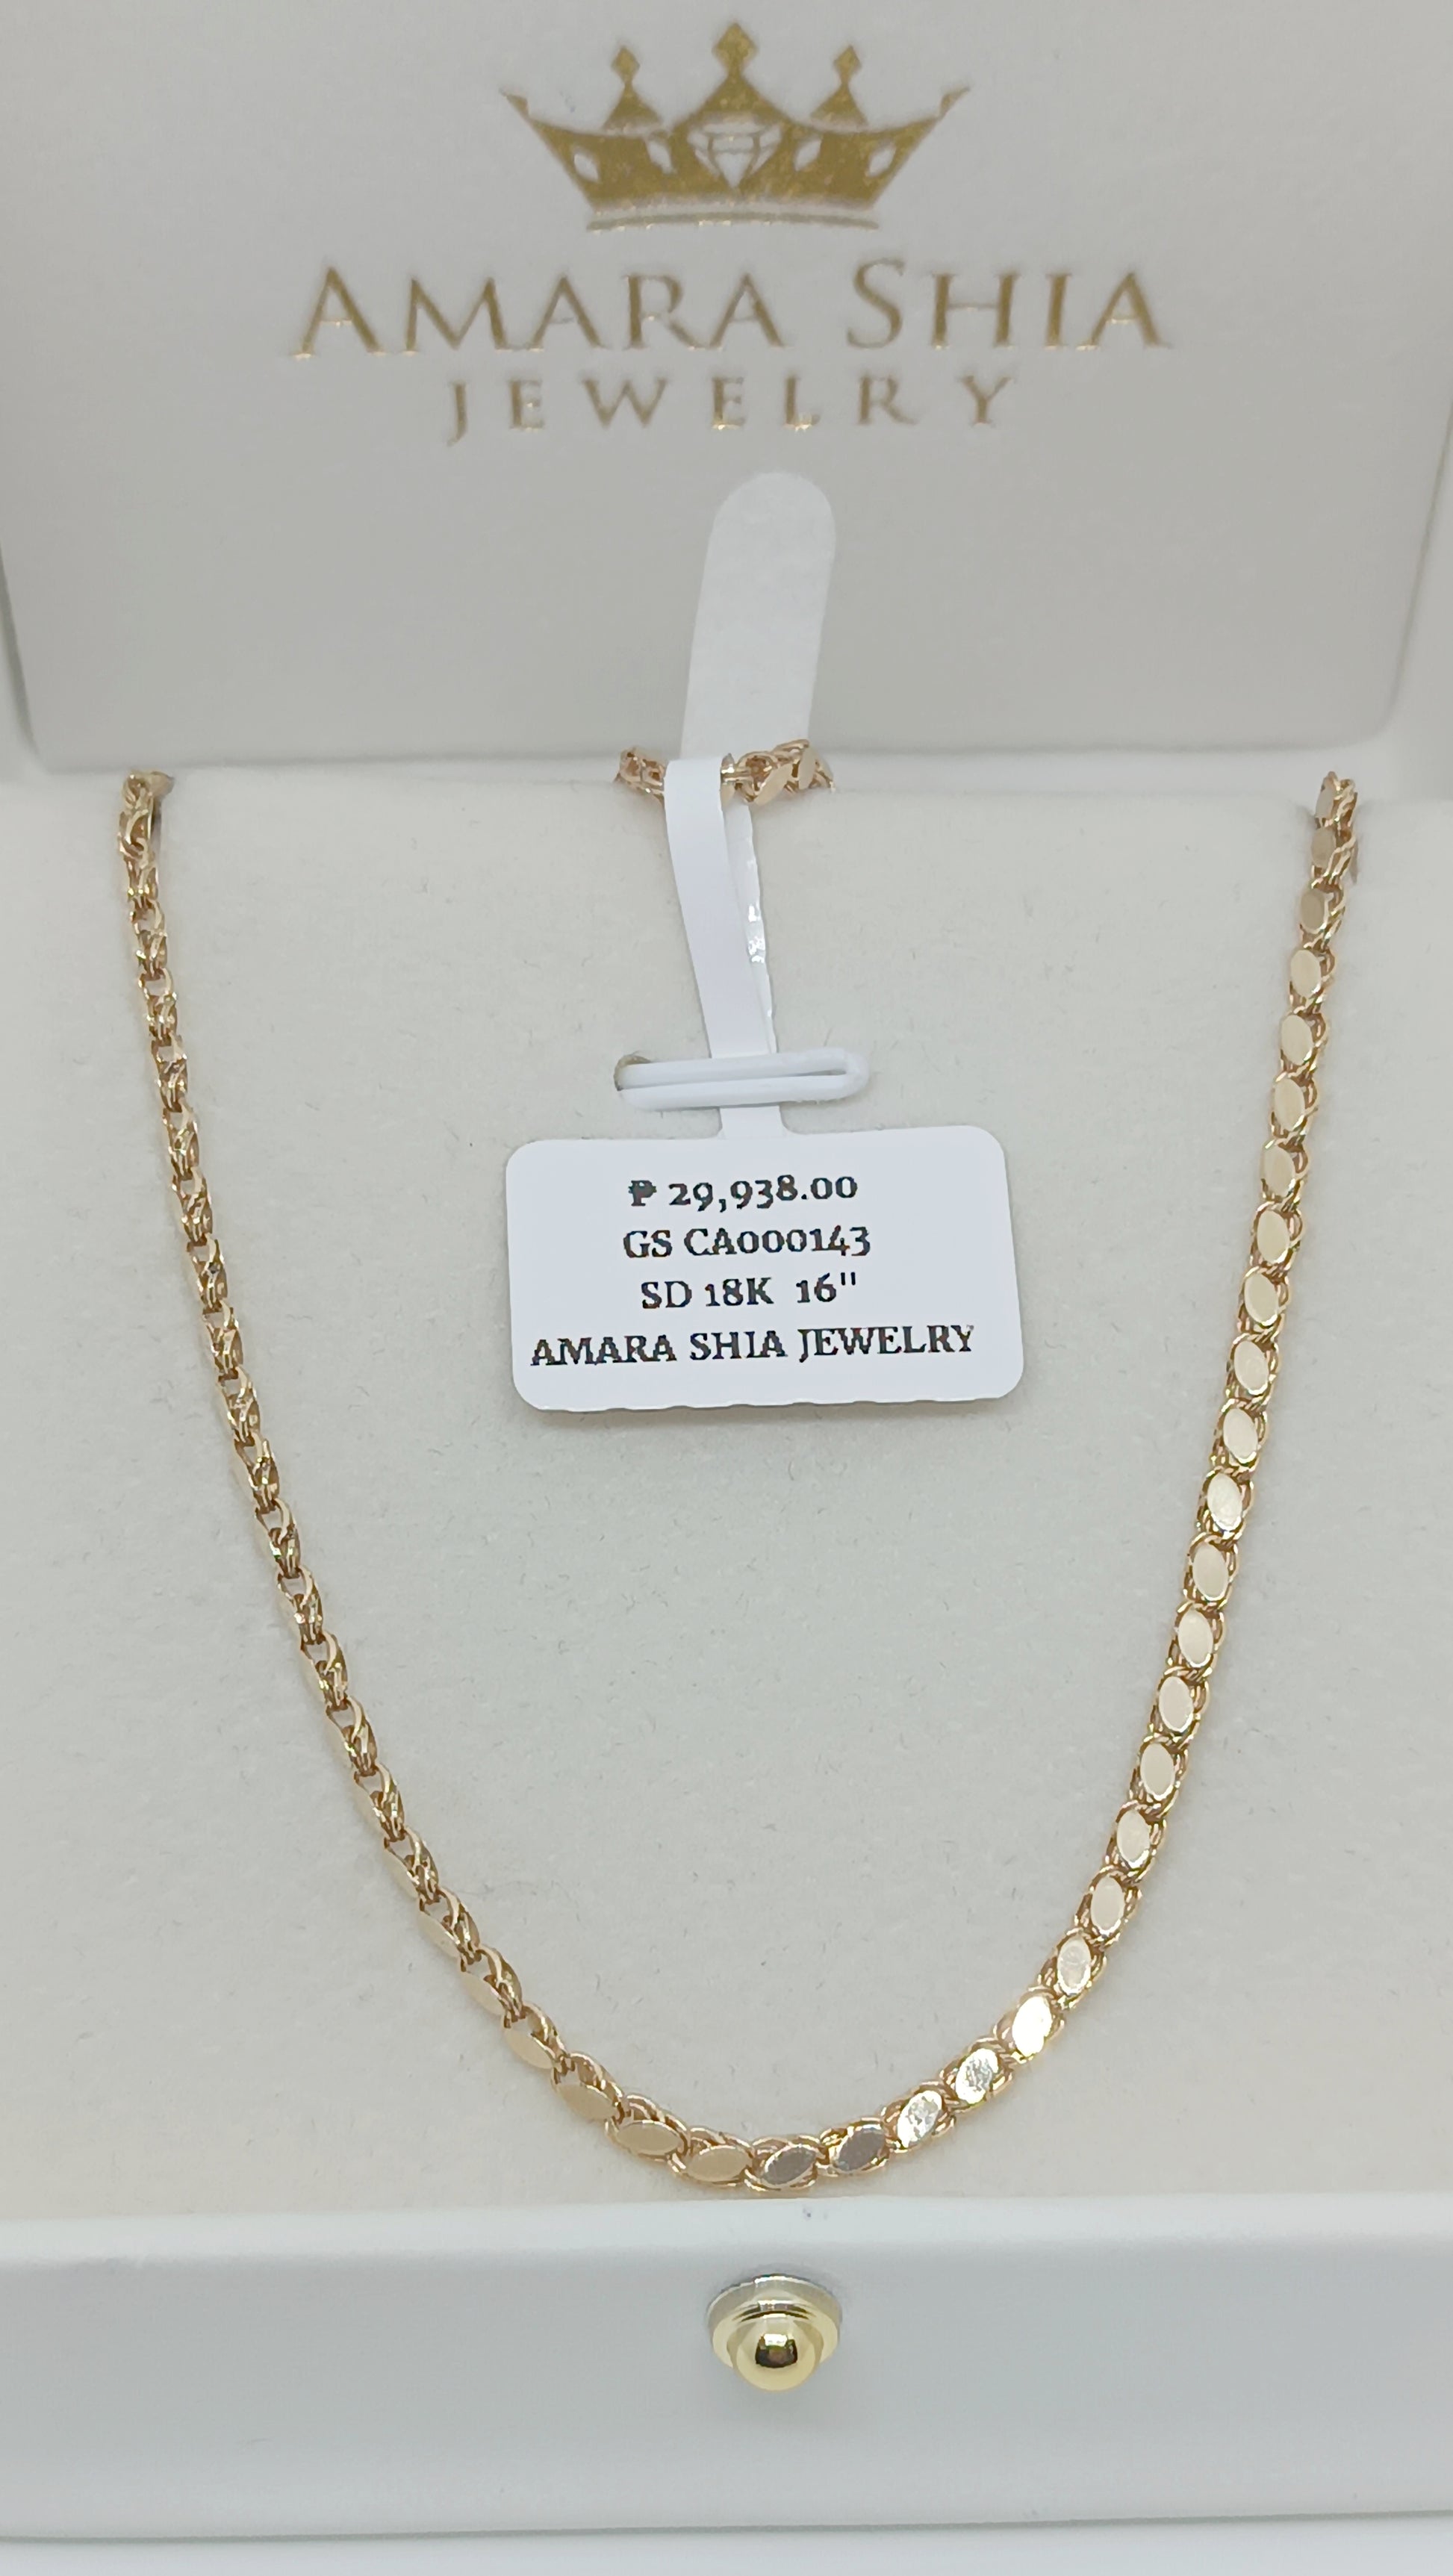 AMARA SHIA
JEWELRY
₱ 29,938.00
GS CA000143
SD 18K 16"
AMARA SHIA JEWELRY